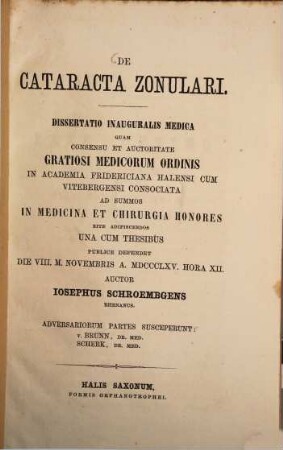 DE
CATARACTA ZONULARI.
DISSERTATIO INAUGURALIS MEDICA
QUAM
CONSENSU ET AUCTORITATE
GRATIOSI MEDICORUM ORDINIS
IN ACADEMIA FRIDERICIANA HALENSI CUM
VITEBERGENSI CONSOCIATA
AD SUMMOS
IN MEDICINA ET CHIRURGIA HONORES
RITE ADIPISCENDOS
UNA CUM THESIBUS
PUBLICE DEFENDET
DIE VIII. M. NOVEMBRIS A. MDCCCLXV. HORA XII.
AUCTOR
IOSEPHUS SCHROEMBGENS
RHENANUS.
ADVERSARIORUM PARTES SUSCEPERUNT:
V. BRUNN, DR. MED.
SCHERK, DR. MED.
HALIS SAXONUM,
FORMIS ORPHANOTROPHEI.